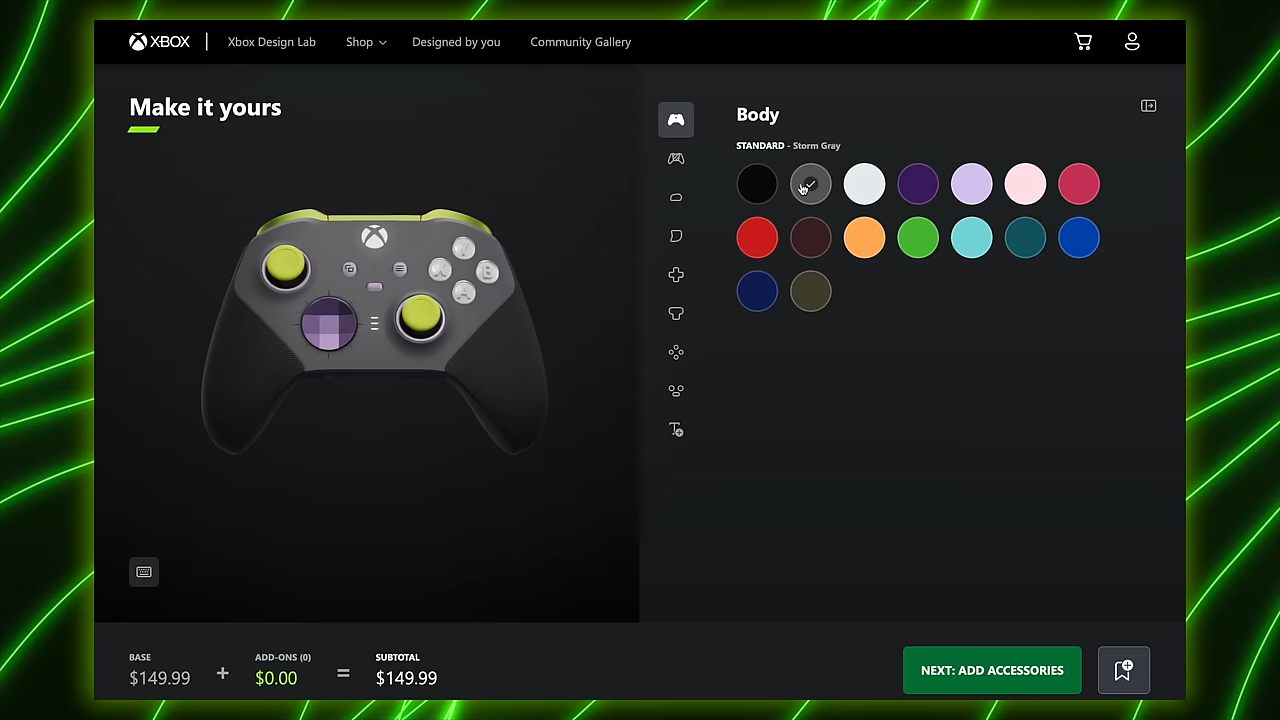 XBOX
Xbox Design Lab
Shop
Designed by you
Community Gallery
Make it yours
Body
STANDARD - Storm Gray
Y
X
B
A
BASE
$149.99
+
ADD-ONS (0)
$0.00
=
SUBTOTAL
$149.99
NEXT: ADD ACCESSORIES